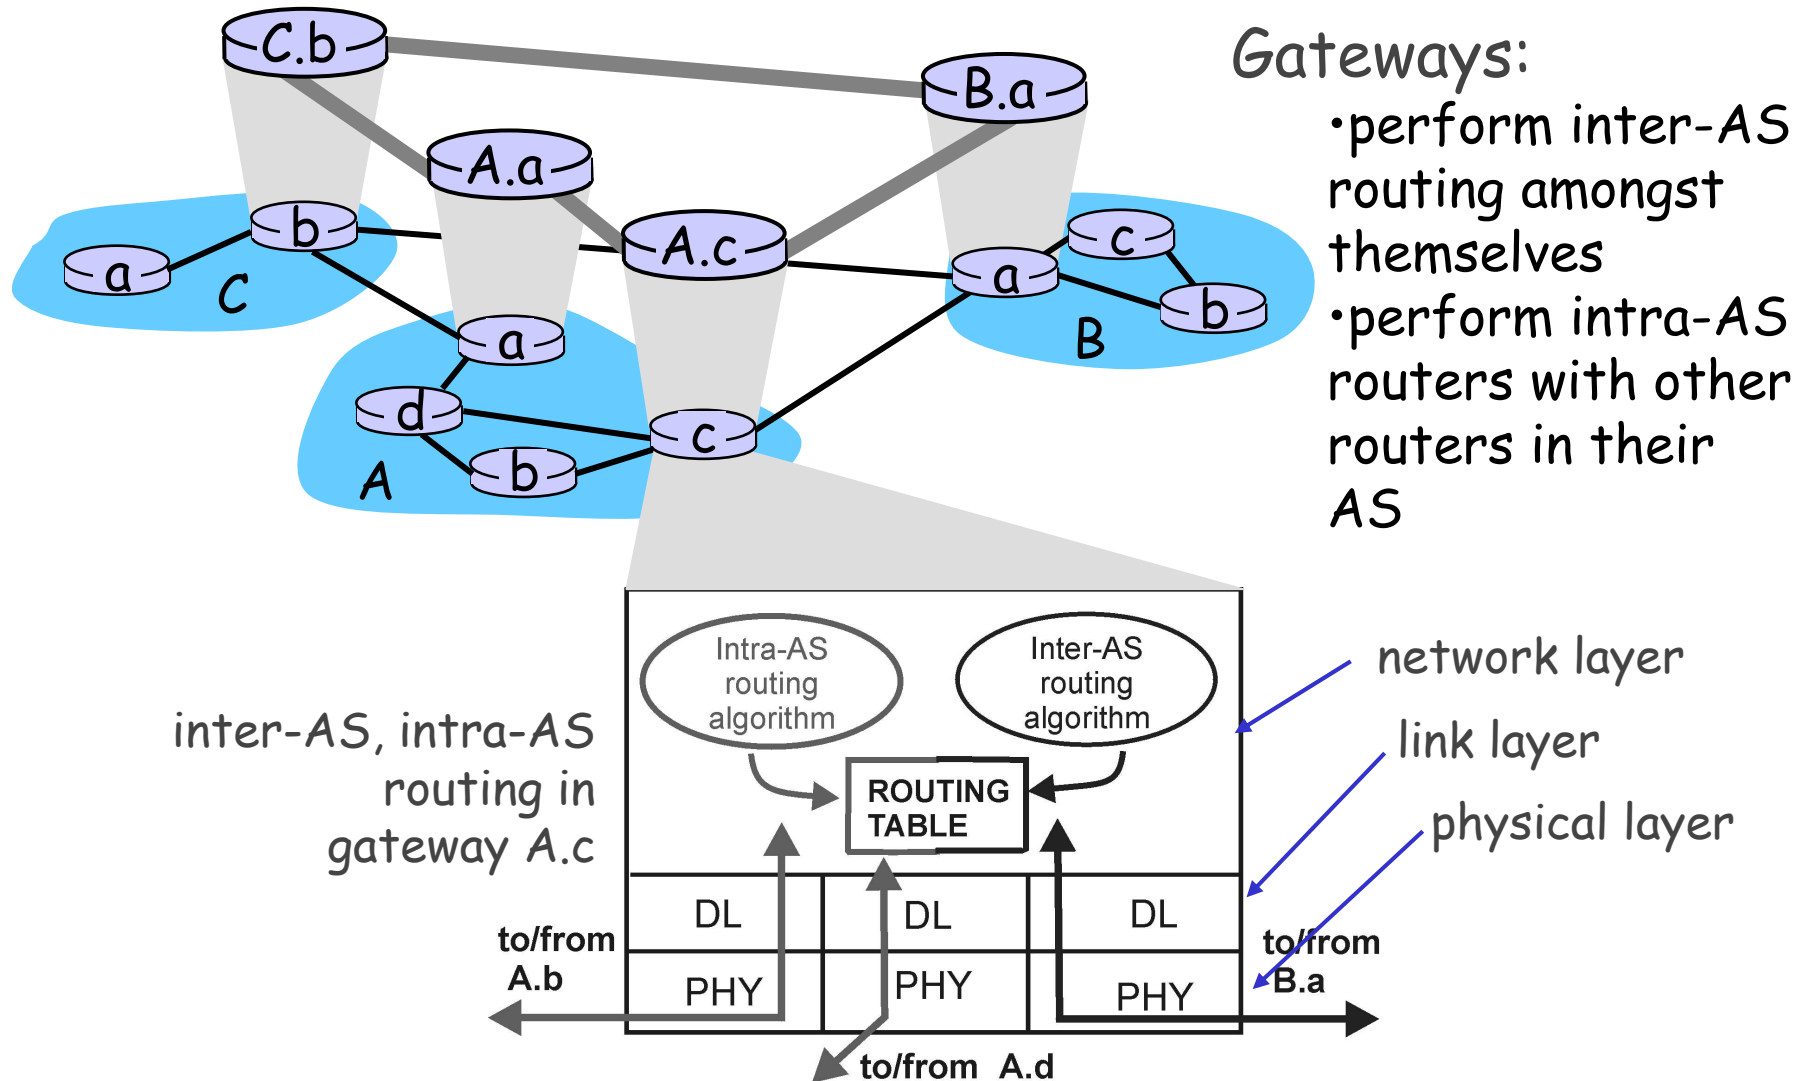 C.b
B.a
A.a
A.c
b
a
C
a
c
b
B
a
d
b
c
A
Gateways:
•perform inter-AS
routing amongst
themselves
•perform intra-AS
routers with other
routers in their
AS
Intra-AS
routing
algorithm
Inter-AS
routing
algorithm
ROUTING
TABLE
DL
DL
DL
PHY
PHY
PHY
inter-AS, intra-AS
routing in
gateway A.c
to/from
A.b
to/from A.d
to/from
B.a
network layer
link layer
physical layer